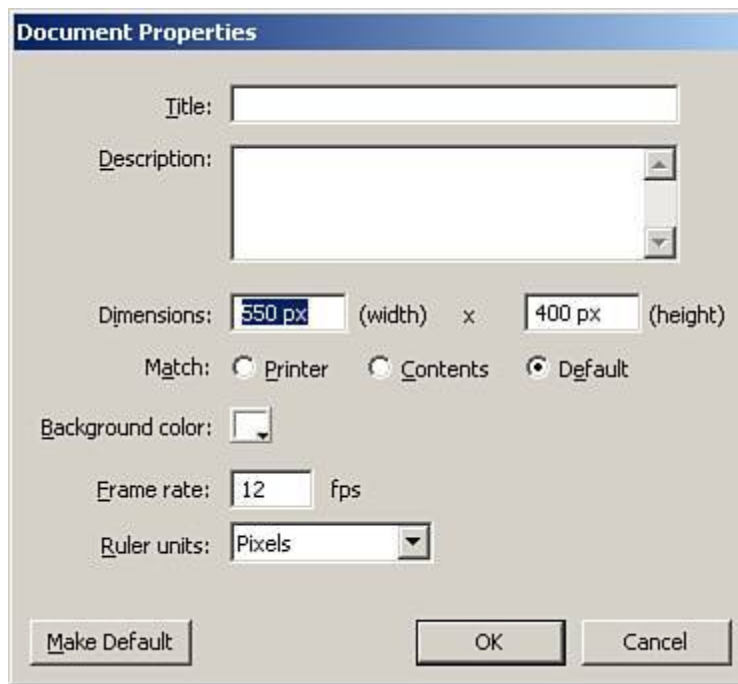 Document Properties
Title:
Description:
Dimensions: 550 px (width) x 400 px (height)
Match: Printer Contents Default
Background color:
Frame rate: 12 fps
Ruler units: Pixels
Make Default OK Cancel